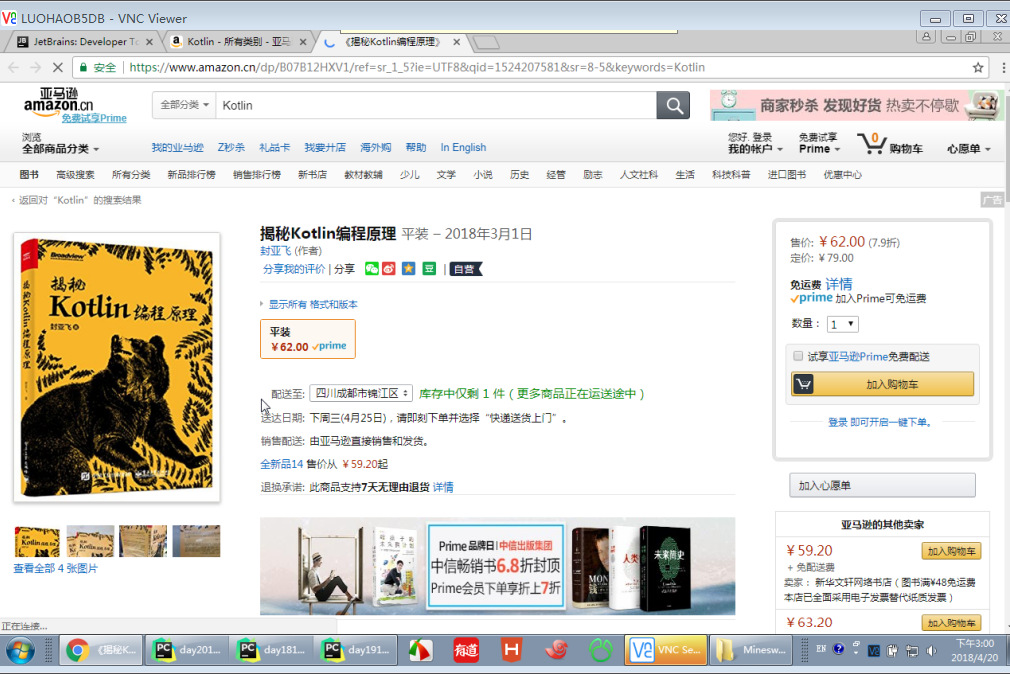 LUOHAOB5DB - VNC Viewer
JetBrains: Developer To
Kotlin - 所有类别 - 亚马
《揭秘Kotlin编程原理》
安全
https://www.amazon.cn/dp/B07B12HXV1/ref=sr_1_5?ie=UTF8&qid=1524207581&sr=8-5&keywords=Kotlin
亚马逊
amazon.cn
免费试享Prime
全部分类
Kotlin
商家秒杀 发现好货 热卖不停歇
浏览
全部商品分类
我的亚马逊 Z秒杀 礼品卡 我要开店 海外购 帮助 In English
您好, 登录
我的帐户
免费试享
Prime
0
购物车
心愿单
图书 高级搜索 所有分类 新品排行榜 销售排行榜 新书店 教材教辅 少儿 文学 小说 历史 经管 励志 人文社科 生活 科技科普 进口图书 优惠中心
‹ 返回对 “Kotlin” 的搜索结果
广告
Broadview
揭秘
Kotlin 编程原理
封亚飞
揭秘Kotlin编程原理 平装 – 2018年3月1日
封亚飞 (作者)
分享我的评价 | 分享
豆
| 自营
显示所有 格式和版本
平装
￥62.00 prime
配送至: 四川成都市锦江区 库存中仅剩 1 件（更多商品正在运送途中）
送达日期: 下周三(4月25日)，请即刻下单并选择“快递送货上门”。
销售配送: 由亚马逊直接销售和发货。
全新品14 售价从 ￥59.20起
退换承诺: 此商品支持7天无理由退货 详情
查看全部 4 张图片
Prime 品牌日 | 中信出版集团
中信畅销书6.8折封顶
Prime会员下单享折上7折
未来简史
售价: ￥62.00 (7.9折)
定价: ￥79.00
免运费 详情
prime 加入Prime可免运费
数量： 1
试享亚马逊Prime免费配送
加入购物车
登录 即可开启一键下单。
加入心愿单
亚马逊的其他卖家
￥59.20
加入购物车
+ 免配送费
卖家： 新华文轩网络书店（图书满¥48免运费
本店已全面采用电子发票替代纸质发票）
￥63.20
加入购物车
正在连接...
《揭秘K...
day201...
day181...
day191...
有道
H
VNC Se...
Minesw...
EN
下午3:00
2018/4/20